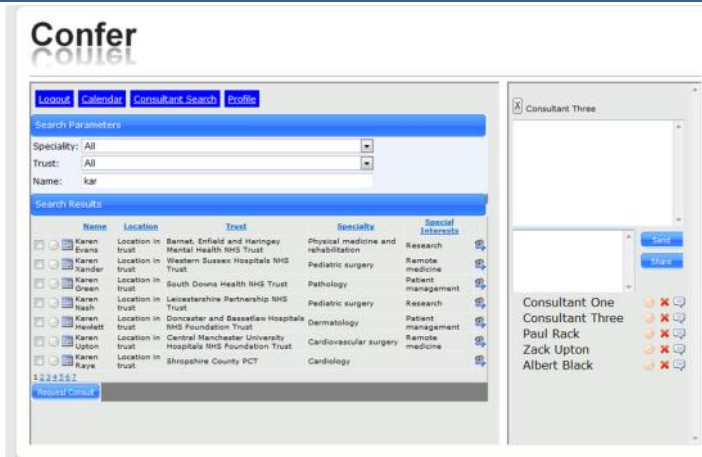 Confer
Logout Calendar Consultant Search Profile
Search Parameters
Speciality: All
Trust: All
Name: kar
Search Results
Name Location Trust Specialty Special Interests
Karen Evans Location in trust Barnet, Enfield and Haringey Mental Health NHS Trust Physical medicine and rehabilitation Research
Karen Xander Location in trust Western Sussex Hospitals NHS Trust Pediatric surgery Remote medicine
Karen Green Location in trust South Downs Health NHS Trust Pathology Patient management
Karen Nash Location in trust Leicestershire Partnership NHS Trust Pediatric surgery Research
Karen Hewlett Location in trust Doncaster and Bassetlaw Hospitals NHS Foundation Trust Dermatology Patient management
Karen Upton Location in trust Central Manchester University Hospitals NHS Foundation Trust Cardiovascular surgery Remote medicine
Karen Raye Location in trust Shropshire County PCT Cardiology
1 2 3 4 5 6 7
Request Consult
X Consultant Three
Send
Share
Consultant One
Consultant Three
Paul Rack
Zack Upton
Albert Black